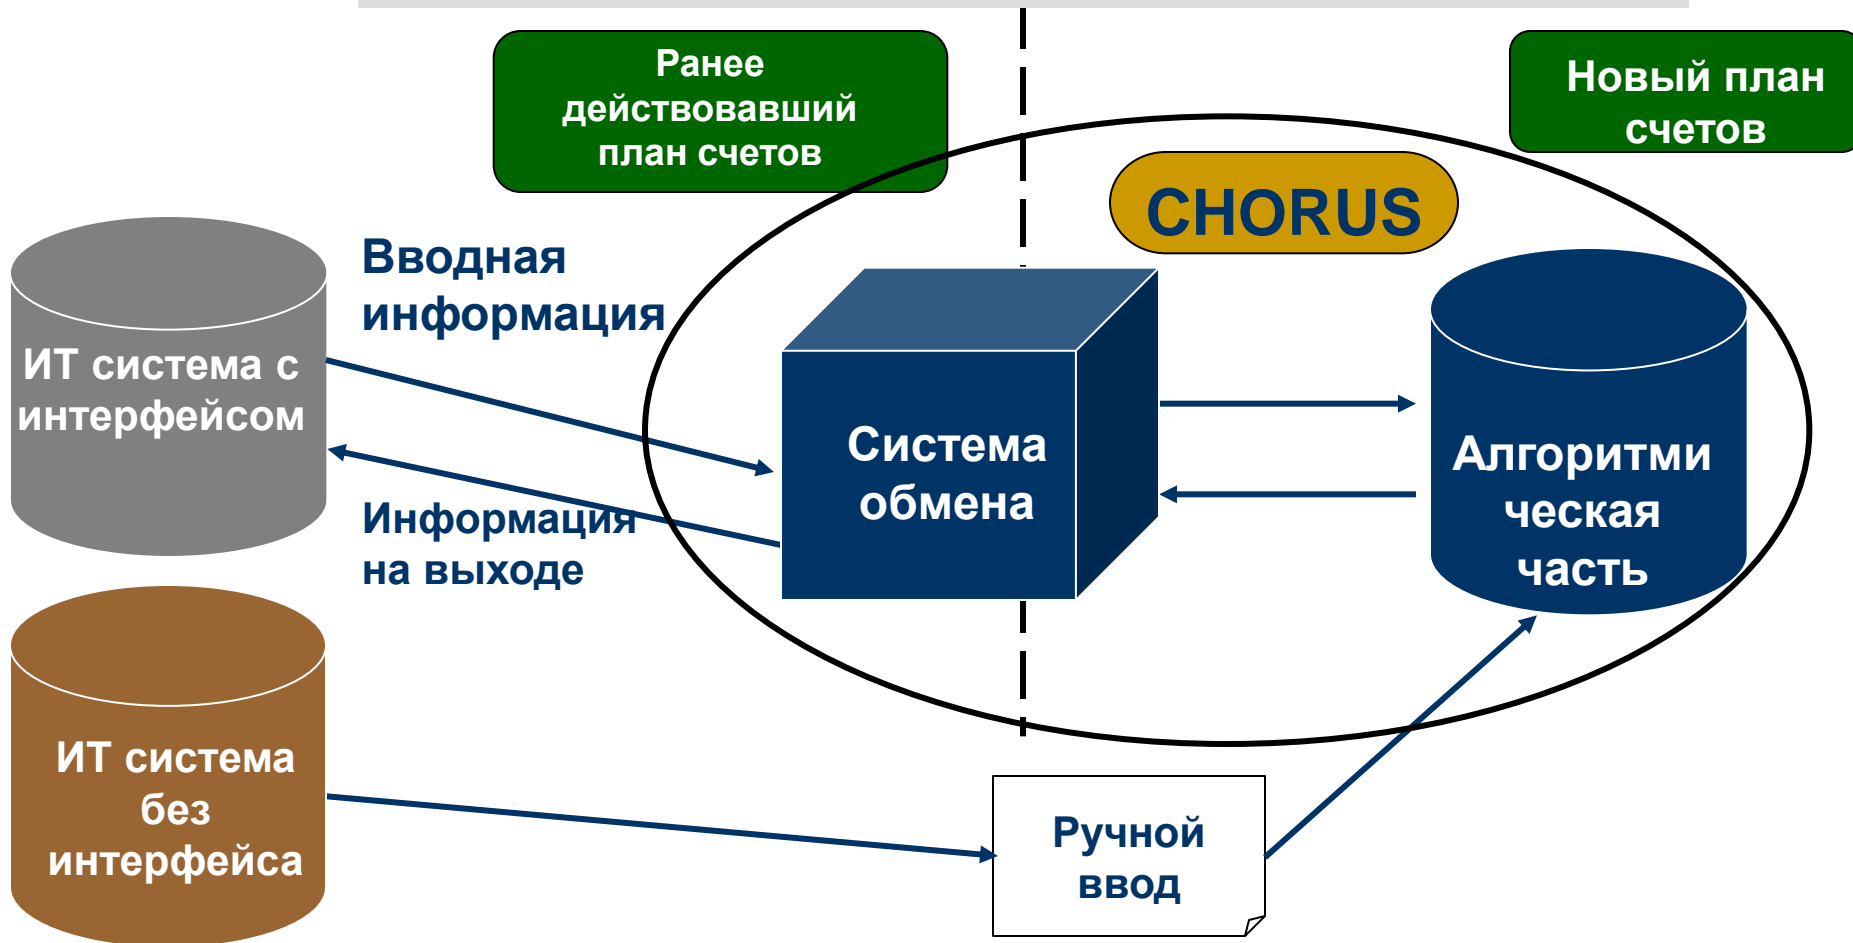 Ранее
действовавший
план счетов
Новый план
счетов
CHORUS
Вводная
информация
ИТ система с
интерфейсом
Система
обмена
Алгоритми
ческая
часть
Информация
на выходе
ИТ система
без
интерфейса
Ручной
ввод